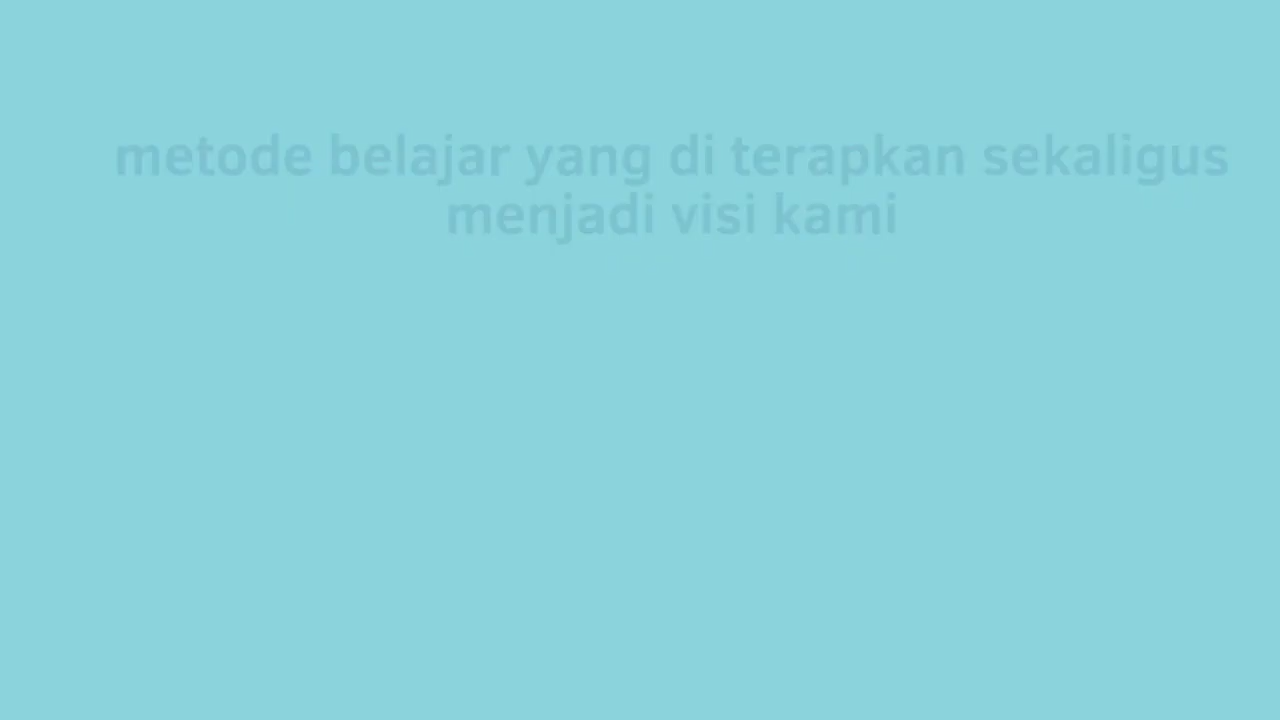 metode belajar yang di terapkan sekaligus
menjadi visi kami